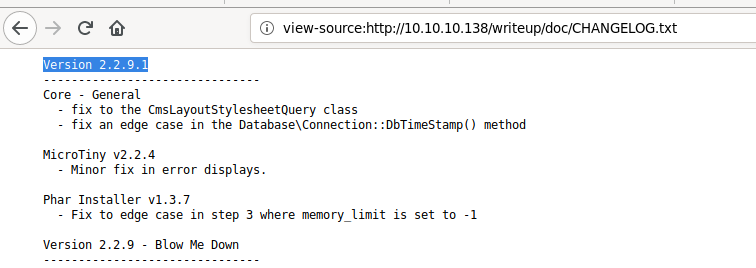 view-source:http://10.10.10.138/writeup/doc/CHANGELOG.txt
Version 2.2.9.1
-----------------------------
Core - General
- fix to the CmsLayoutStylesheetQuery class
- fix an edge case in the Database\Connection::DbTimeStamp() method
MicroTiny v2.2.4
- Minor fix in error displays.
Phar Installer v1.3.7
- Fix to edge case in step 3 where memory_limit is set to -1
Version 2.2.9 - Blow Me Down
-----------------------------